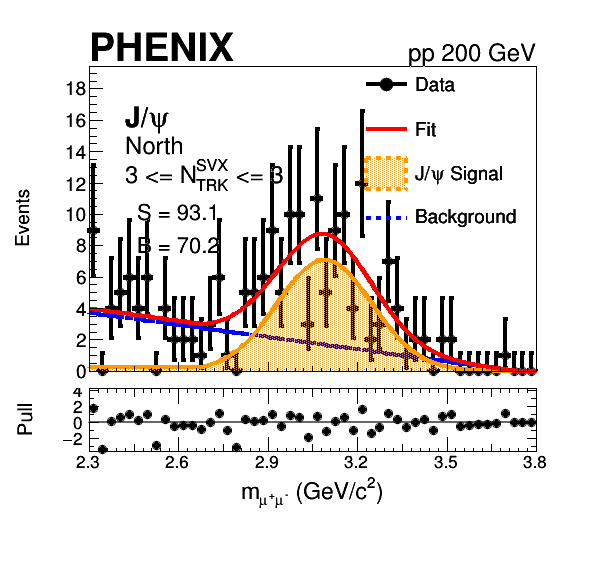 PHENIX pp 200 GeV
18
16
14
12
10
8
6
4
2
0
Events
J/ψ
North
3 <= N^SVX_TRK <= 3
S = 93.1
B = 70.2
Data
Fit
J/ψ Signal
Background
4
2
0
−2
Pull
2.3 2.6 2.9 3.2 3.5 3.8
m_μ⁺μ⁻ (GeV/c²)